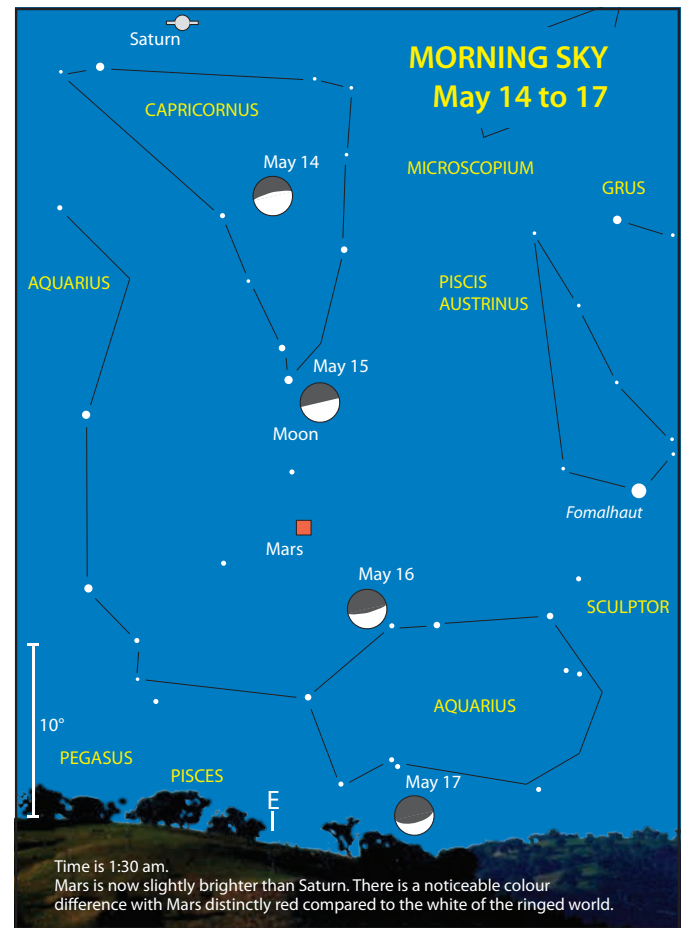 Saturn
MORNING SKY
May 14 to 17
CAPRICORNUS
May 14
MICROSCOPIUM
GRUS
AQUARIUS
PISCIS
AUSTRINUS
May 15
Moon
Fomalhaut
Mars
May 16
SCULPTOR
AQUARIUS
10°
PEGASUS
PISCES
May 17
E
Time is 1:30 am.
Mars is now slightly brighter than Saturn. There is a noticeable colour
difference with Mars distinctly red compared to the white of the ringed world.